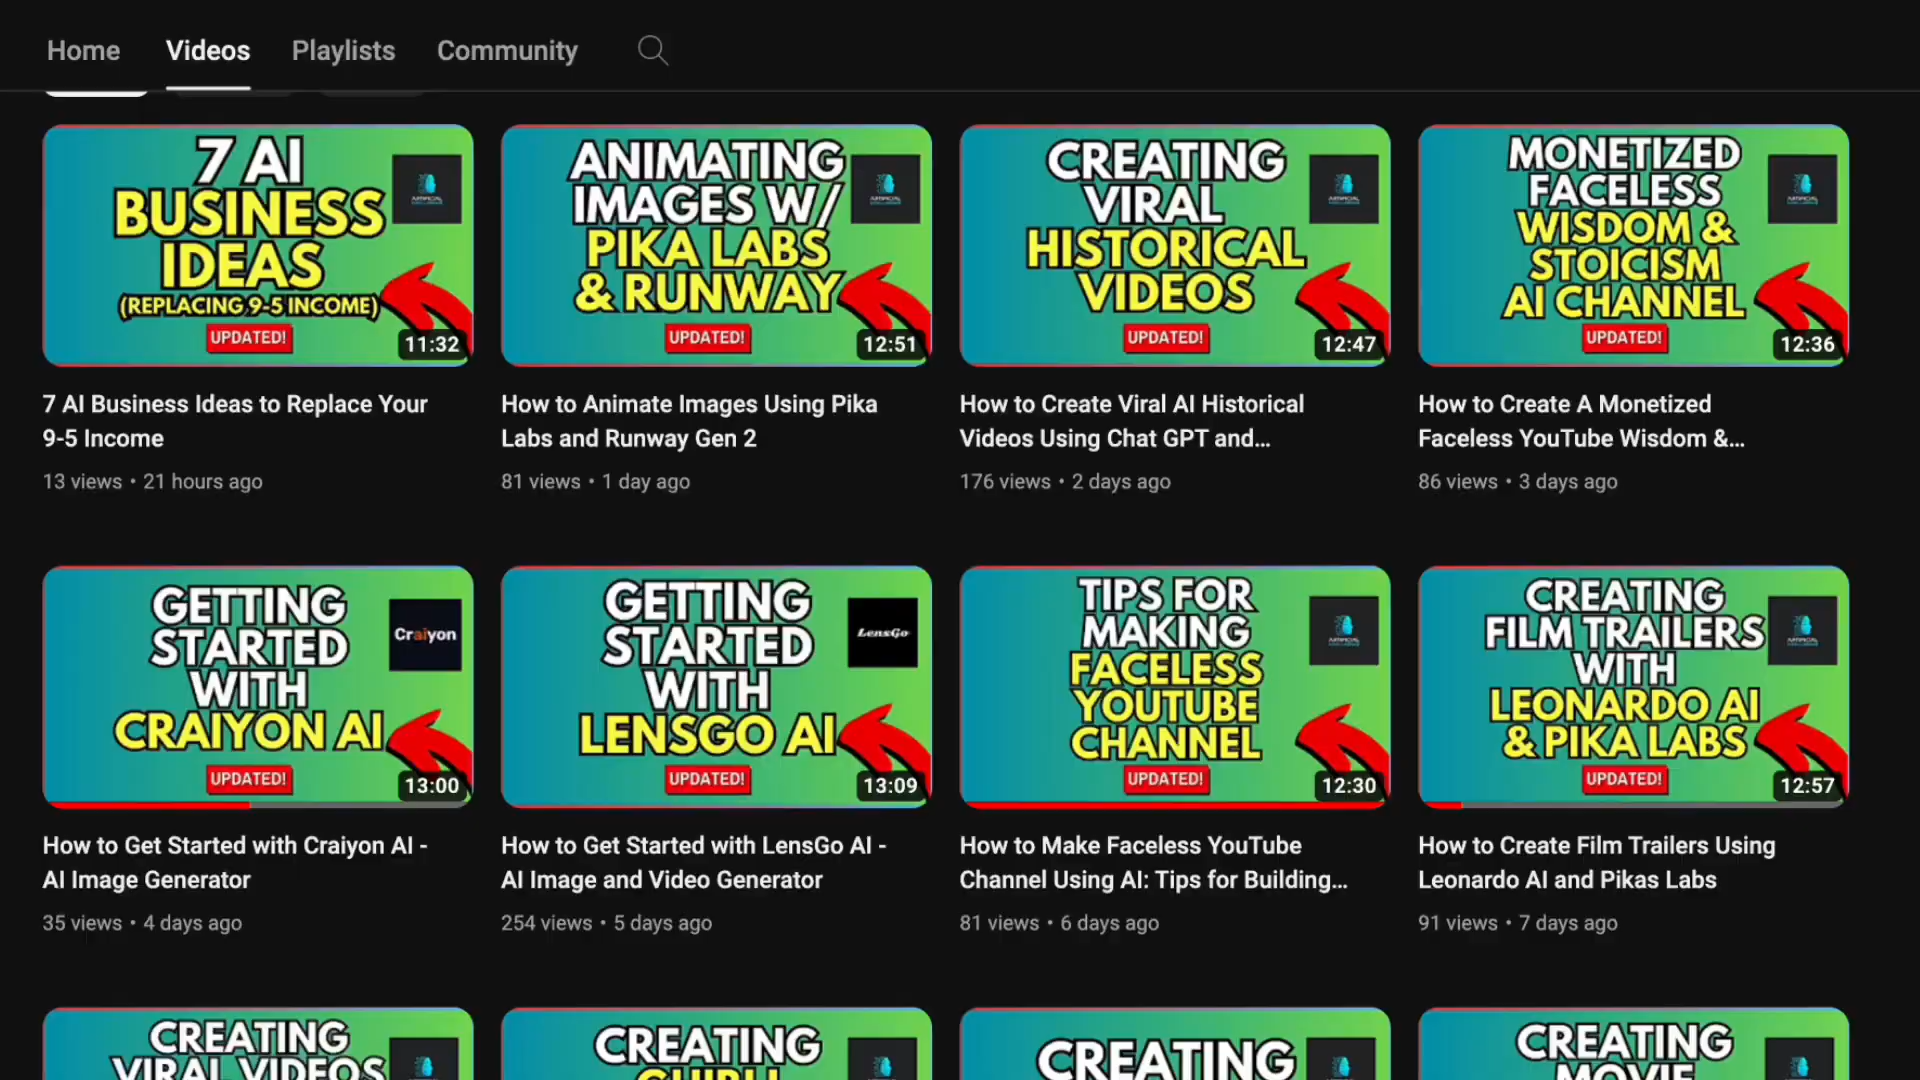 Home Videos Playlists Community
7 AI
BUSINESS
IDEAS
(REPLACING 9-5 INCOME)
UPDATED!
11:32
ANIMATING
IMAGES W/
PIKA LABS
& RUNWAY
UPDATED!
12:51
CREATING
VIRAL
HISTORICAL
VIDEOS
UPDATED!
12:47
MONETIZED
FACELESS
WISDOM &
STOICISM
AI CHANNEL
UPDATED!
12:36
7 AI Business Ideas to Replace Your
9-5 Income
13 views • 21 hours ago
How to Animate Images Using Pika
Labs and Runway Gen 2
81 views • 1 day ago
How to Create Viral AI Historical
Videos Using Chat GPT and...
176 views • 2 days ago
How to Create A Monetized
Faceless YouTube Wisdom &...
86 views • 3 days ago
GETTING
STARTED
WITH
CRAIYON AI
Craiyon
UPDATED!
13:00
GETTING
STARTED
WITH
LENSGO AI
LensGo
UPDATED!
13:09
TIPS FOR
MAKING
FACELESS
YOUTUBE
CHANNEL
UPDATED!
12:30
CREATING
FILM TRAILERS
WITH
LEONARDO AI
& PIKA LABS
UPDATED!
12:57
How to Get Started with Craiyon AI -
AI Image Generator
35 views • 4 days ago
How to Get Started with LensGo AI -
AI Image and Video Generator
254 views • 5 days ago
How to Make Faceless YouTube
Channel Using AI: Tips for Building...
81 views • 6 days ago
How to Create Film Trailers Using
Leonardo AI and Pikas Labs
91 views • 7 days ago
CREATING
VIRAL VIDEOS
CREATING
CREATING
CREATING
MOVIE